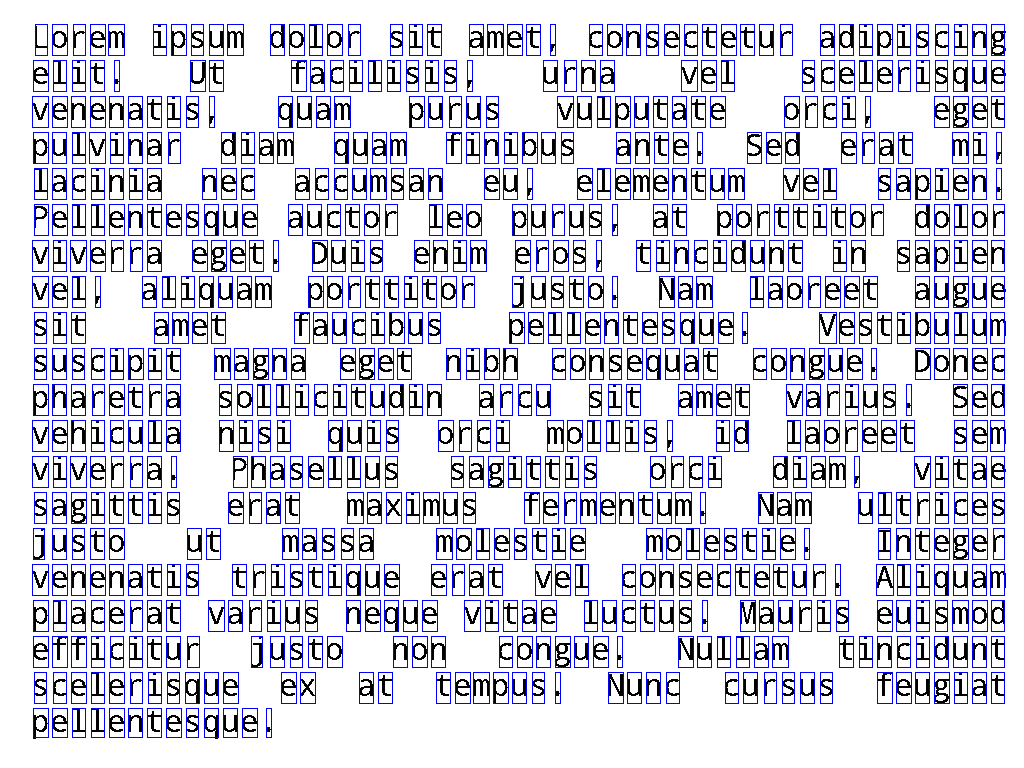 Lorem ipsum dolor sit amet, consectetur adipiscing
elit. Ut facilisis, urna vel scelerisque
venenatis, quam purus vulputate orci, eget
pulvinar diam quam finibus ante. Sed erat mi,
lacinia nec accumsan eu, elementum vel sapien.
Pellentesque auctor leo purus, at porttitor dolor
viverra eget. Duis enim eros, tincidunt in sapien
vel, aliquam porttitor justo. Nam laoreet augue
sit amet faucibus pellentesque. Vestibulum
suscipit magna eget nibh consequat congue. Donec
pharetra sollicitudin arcu sit amet varius. Sed
vehicula nisi quis orci mollis, id laoreet sem
viverra. Phasellus sagittis orci diam, vitae
sagittis erat maximus fermentum. Nam ultrices
justo ut massa molestie molestie. Integer
venenatis tristique erat vel consectetur. Aliquam
placerat varius neque vitae luctus. Mauris euismod
efficitur justo non congue. Nullam tincidunt
scelerisque ex at tempus. Nunc cursus feugiat
pellentesque.